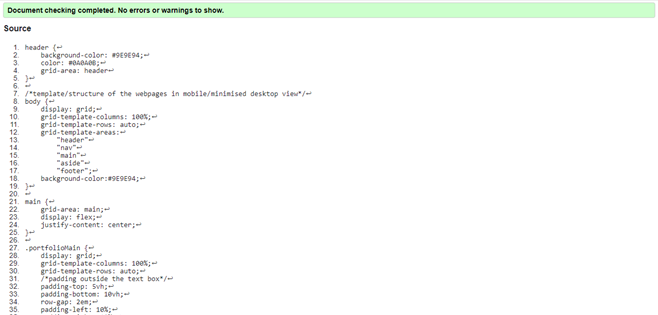 Document checking completed. No errors or warnings to show.
Source
1. header {↩
2. background-color: #9E9E94;↩
3. color: #0A0A0B;↩
4. grid-area: header↩
5. }↩
6. ↩
7. /*template/structure of the webpages in mobile/minimised desktop view*/↩
8. body {↩
9. display: grid;↩
10. grid-template-columns: 100%;↩
11. grid-template-rows: auto;↩
12. grid-template-areas:↩
13. "header"↩
14. "nav"↩
15. "main"↩
16. "aside"↩
17. "footer";↩
18. background-color:#9E9E94;↩
19. }↩
20. ↩
21. main {↩
22. grid-area: main;↩
23. display: flex;↩
24. justify-content: center;↩
25. }↩
26. ↩
27. .portfolioMain {↩
28. display: grid;↩
29. grid-template-columns: 100%;↩
30. grid-template-rows: auto;↩
31. /*padding outside the text box*/↩
32. padding-top: 5vh;↩
33. padding-bottom: 10vh;↩
34. row-gap: 2em;↩
35. padding-left: 10%;↩